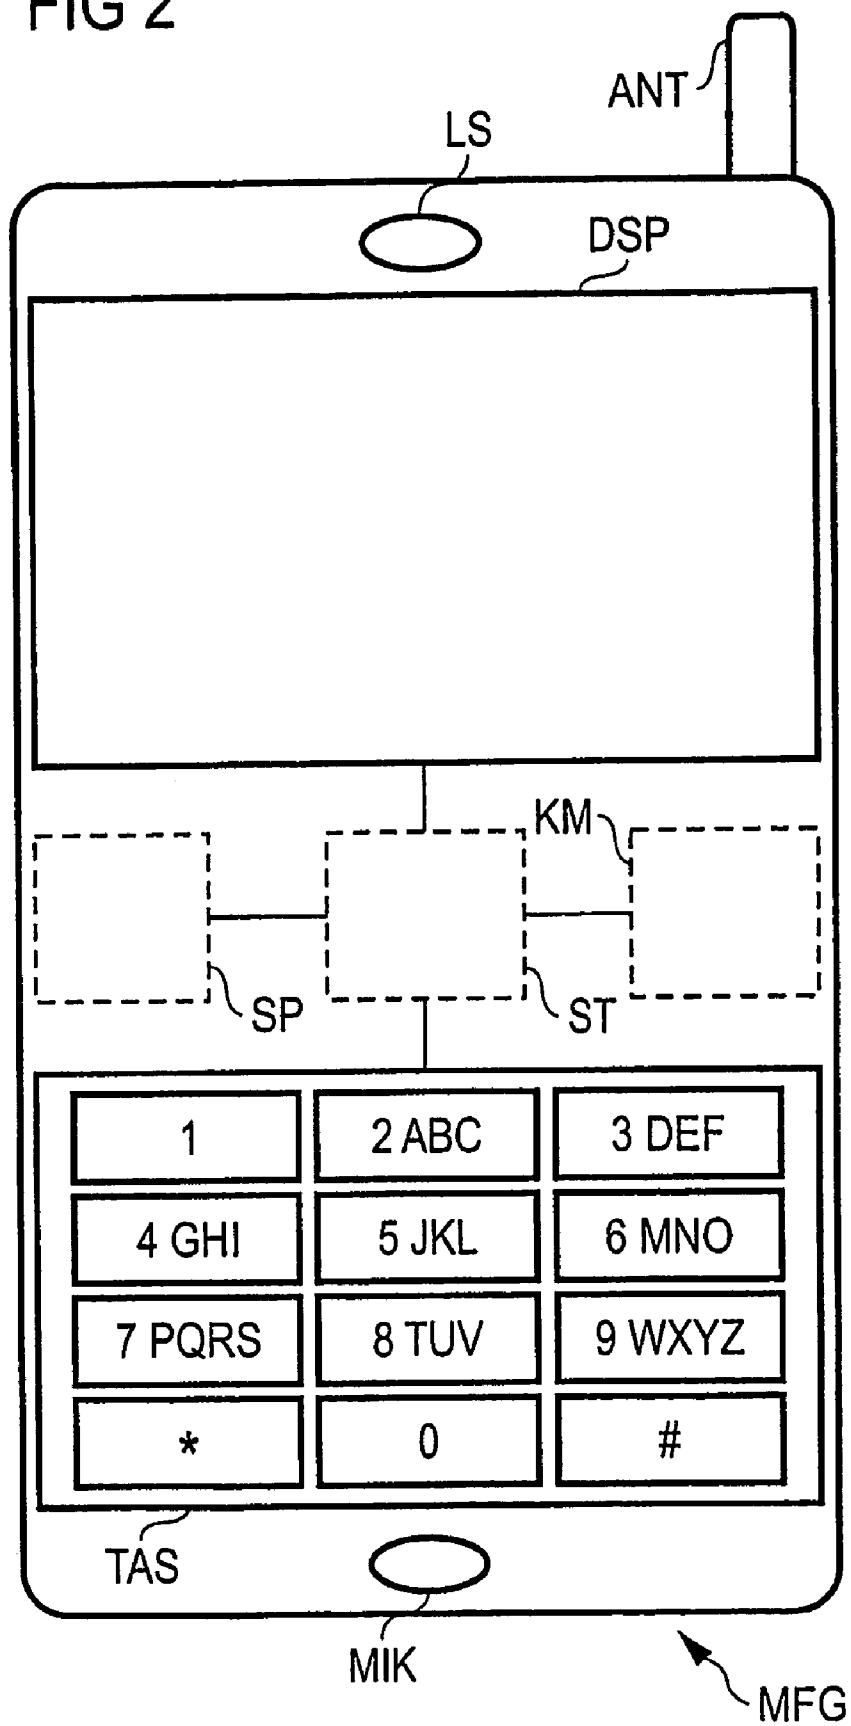 FIG 2
ANT
LS
DSP
KM
SP
ST
1
2 ABC
3 DEF
4 GHI
5 JKL
6 MNO
7 PQRS
8 TUV
9 WXYZ
*
0
#
TAS
MIK
MFG